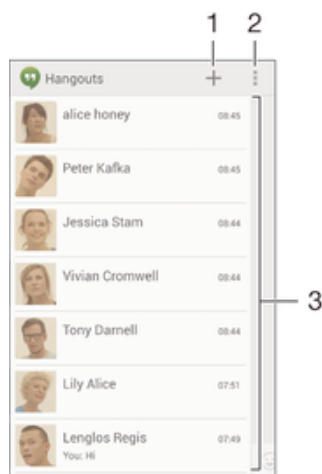 1 2
Hangouts
alice honey 08:45
Peter Kafka 08:45
Jessica Stam 08:44
Vivian Cromwell 08:44
3
Tony Darnell 08:44
Lily Alice 07:51
Lenglos Regis 07:49
You: Hi